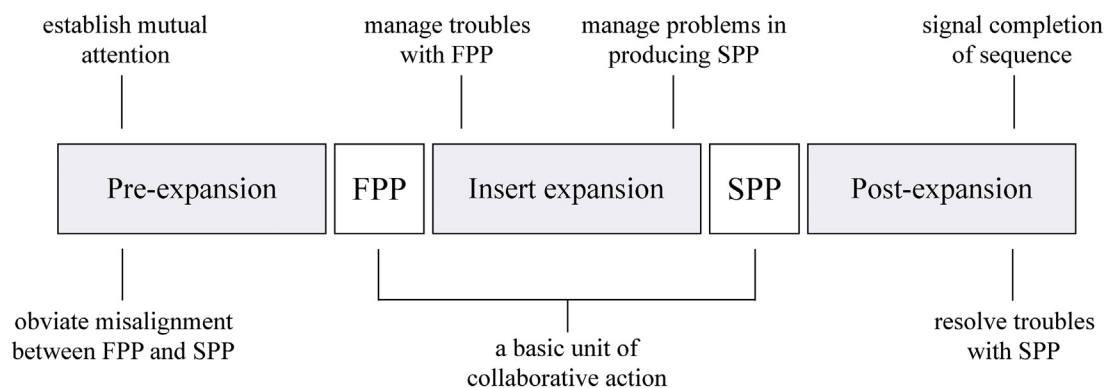 establish mutual
attention
manage troubles
with FPP
manage problems in
producing SPP
signal completion
of sequence
Pre-expansion
FPP
Insert expansion
SPP
Post-expansion
obviate misalignment
between FPP and SPP
a basic unit of
collaborative action
resolve troubles
with SPP